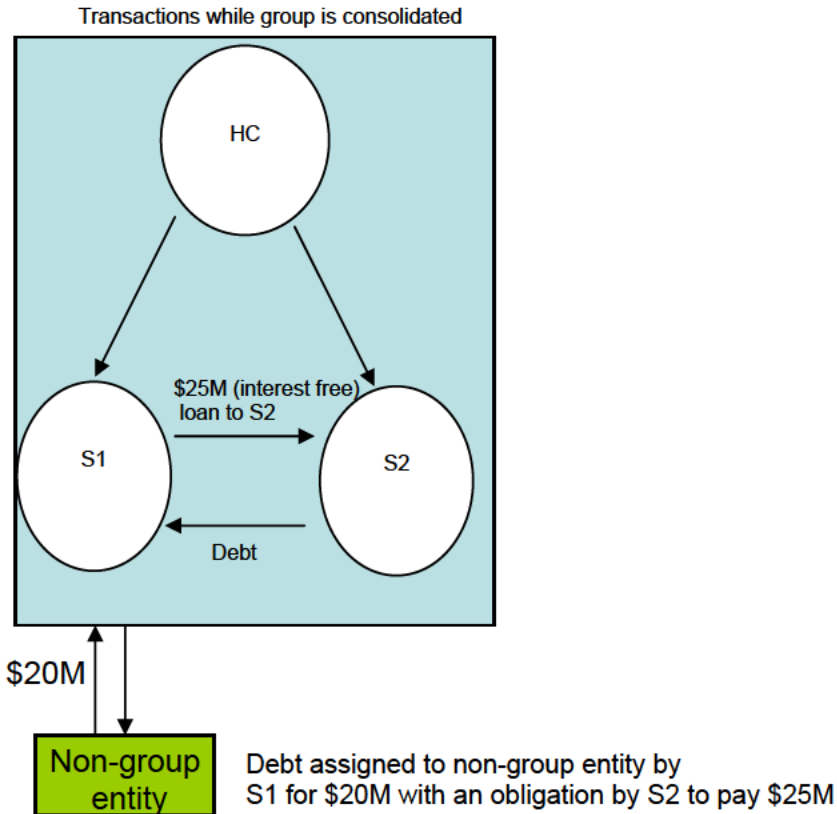 Transactions while group is consolidated
HC
$25M (interest free)
loan to S2
S1
S2
Debt
$20M
Non-group
entity
Debt assigned to non-group entity by
S1 for $20M with an obligation by S2 to pay $25M